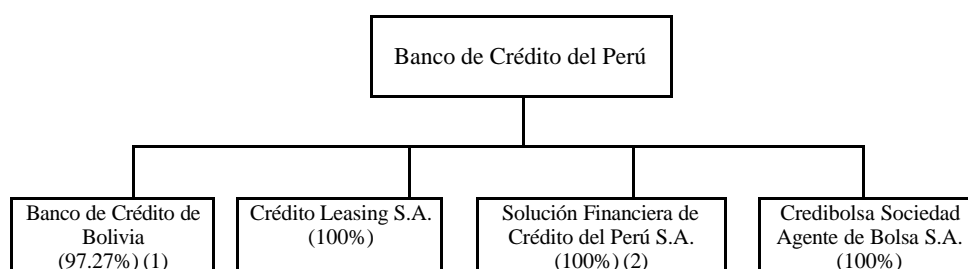 Banco de Crédito del Perú
Banco de Crédito de
Bolivia
(97.27%) (1)
Crédito Leasing S.A.
(100%)
Solución Financiera de
Crédito del Perú S.A.
(100%) (2)
Credibolsa Sociedad
Agente de Bolsa S.A.
(100%)